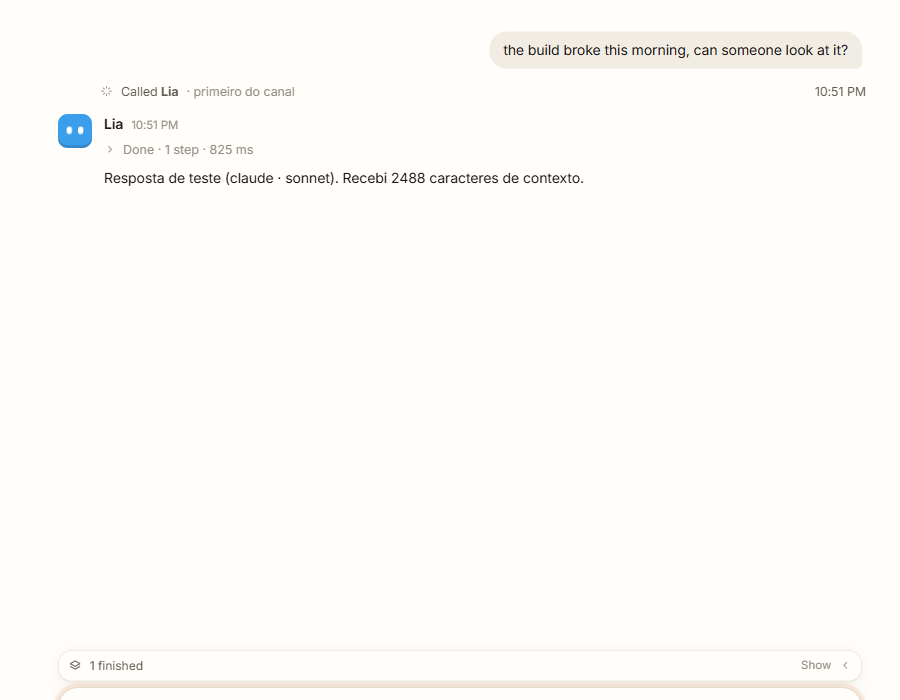 the build broke this morning, can someone look at it?
Called Lia · primeiro do canal 10:51 PM
Lia 10:51 PM
Done · 1 step · 825 ms
Resposta de teste (claude · sonnet). Recebi 2488 caracteres de contexto.
1 finished Show